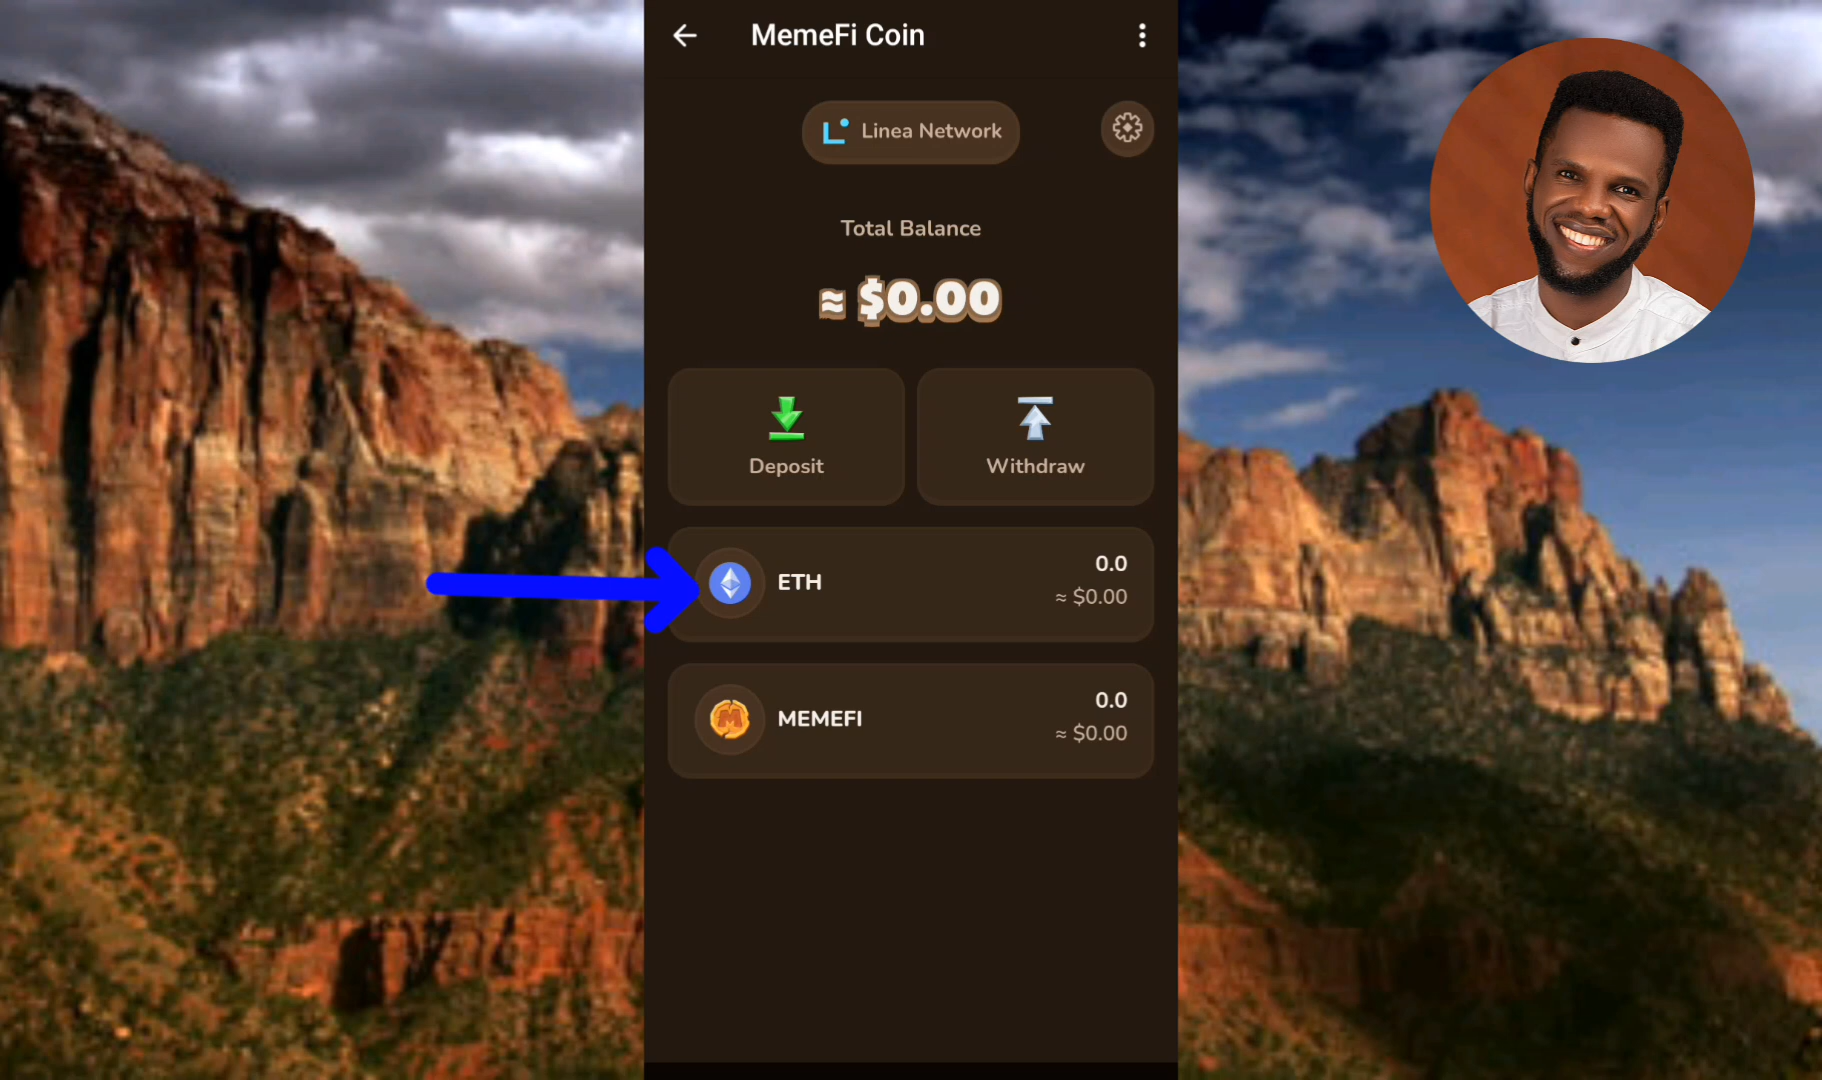 MemeFi Coin
Linea Network
Total Balance
≈ $0.00
Deposit
Withdraw
ETH
0.0
≈ $0.00
MEMEFI
0.0
≈ $0.00